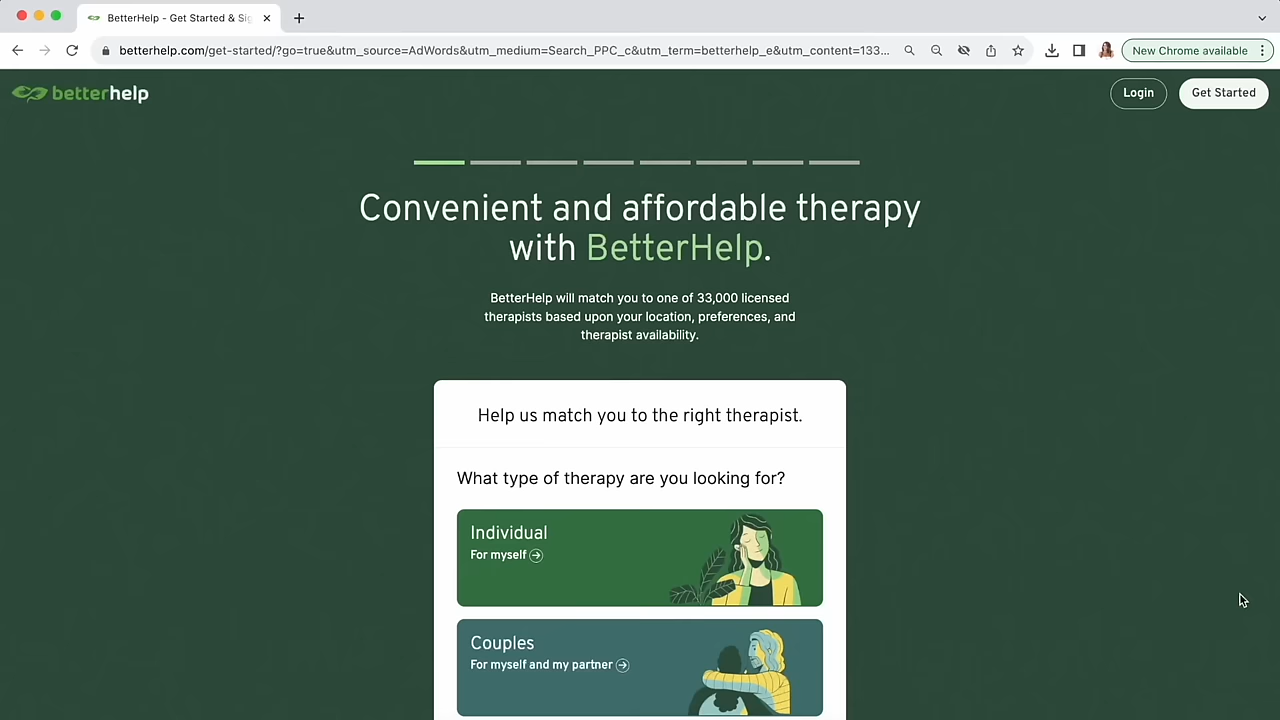 BetterHelp - Get Started & Si
betterhelp.com/get-started/?go=true&utm_source=AdWords&utm_medium=Search_PPC_c&utm_term=betterhelp_e&utm_content=133...
New Chrome available
betterhelp
Login
Get Started
Convenient and affordable therapy
with BetterHelp.
BetterHelp will match you to one of 33,000 licensed
therapists based upon your location, preferences, and
therapist availability.
Help us match you to the right therapist.
What type of therapy are you looking for?
Individual
For myself
Couples
For myself and my partner